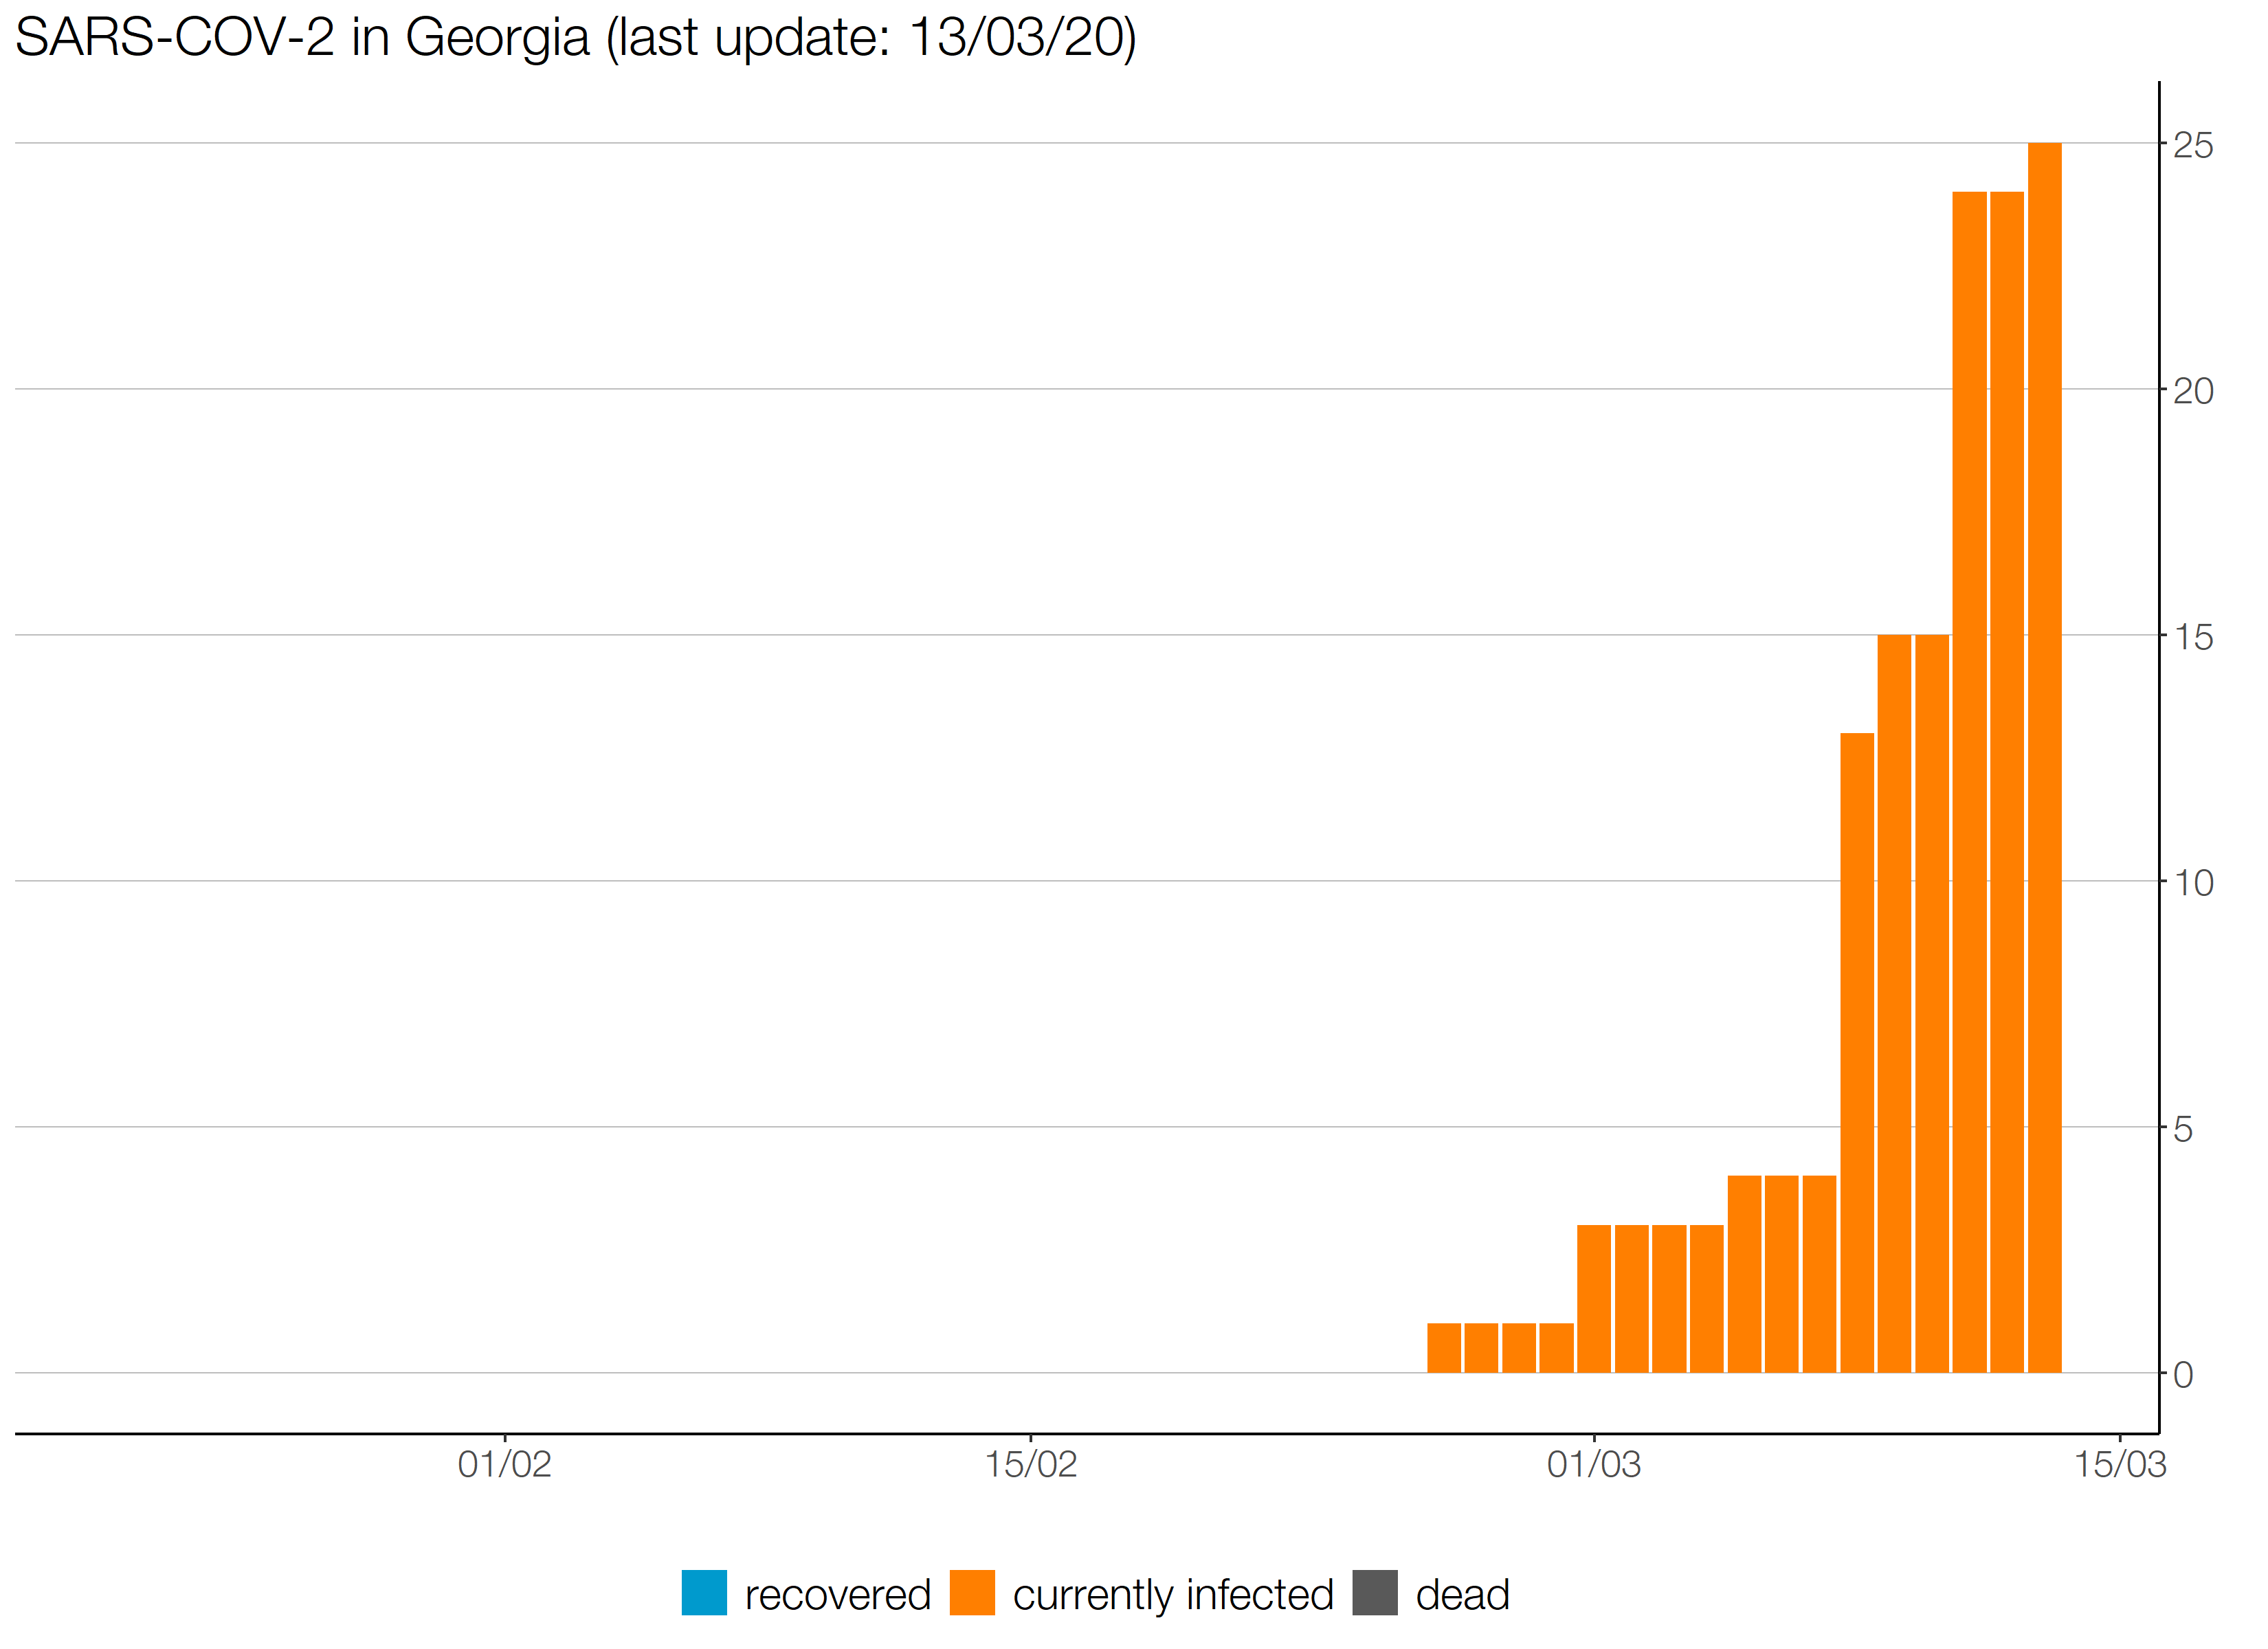 SARS-COV-2 in Georgia (last update: 13/03/20)
25
20
15
10
5
0
01/02 15/02 01/03 15/03
recovered currently infected dead